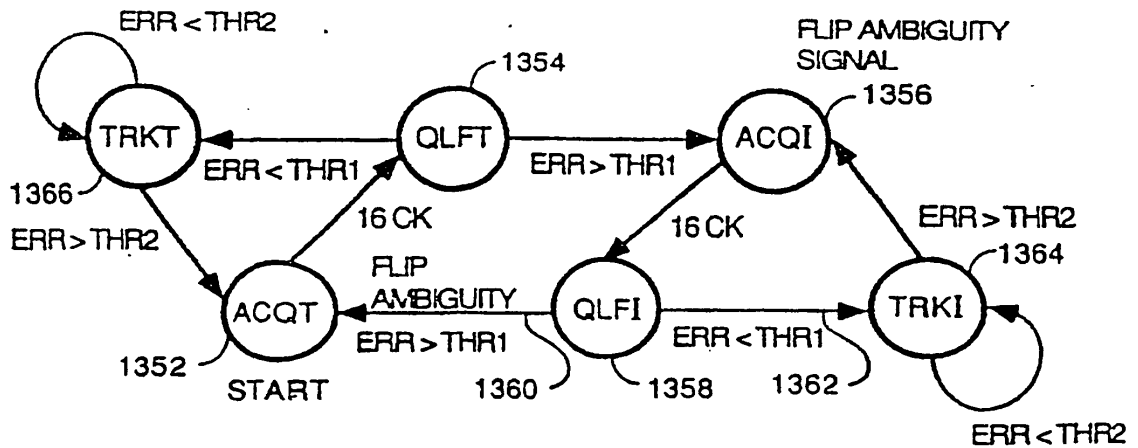 ERR < THR2
1354
FLIP AMBIGUITY
SIGNAL
1356
TRKT
QLFT
ACQI
1366
ERR < THR1
ERR > THR1
ERR > THR2
16 CK
16 CK
ERR > THR2
1364
FLIP
AMBIGUITY
ACQT
QLFI
TRKI
ERR > THR1
ERR < THR1
1352
START
1360
1358
1362
ERR < THR2